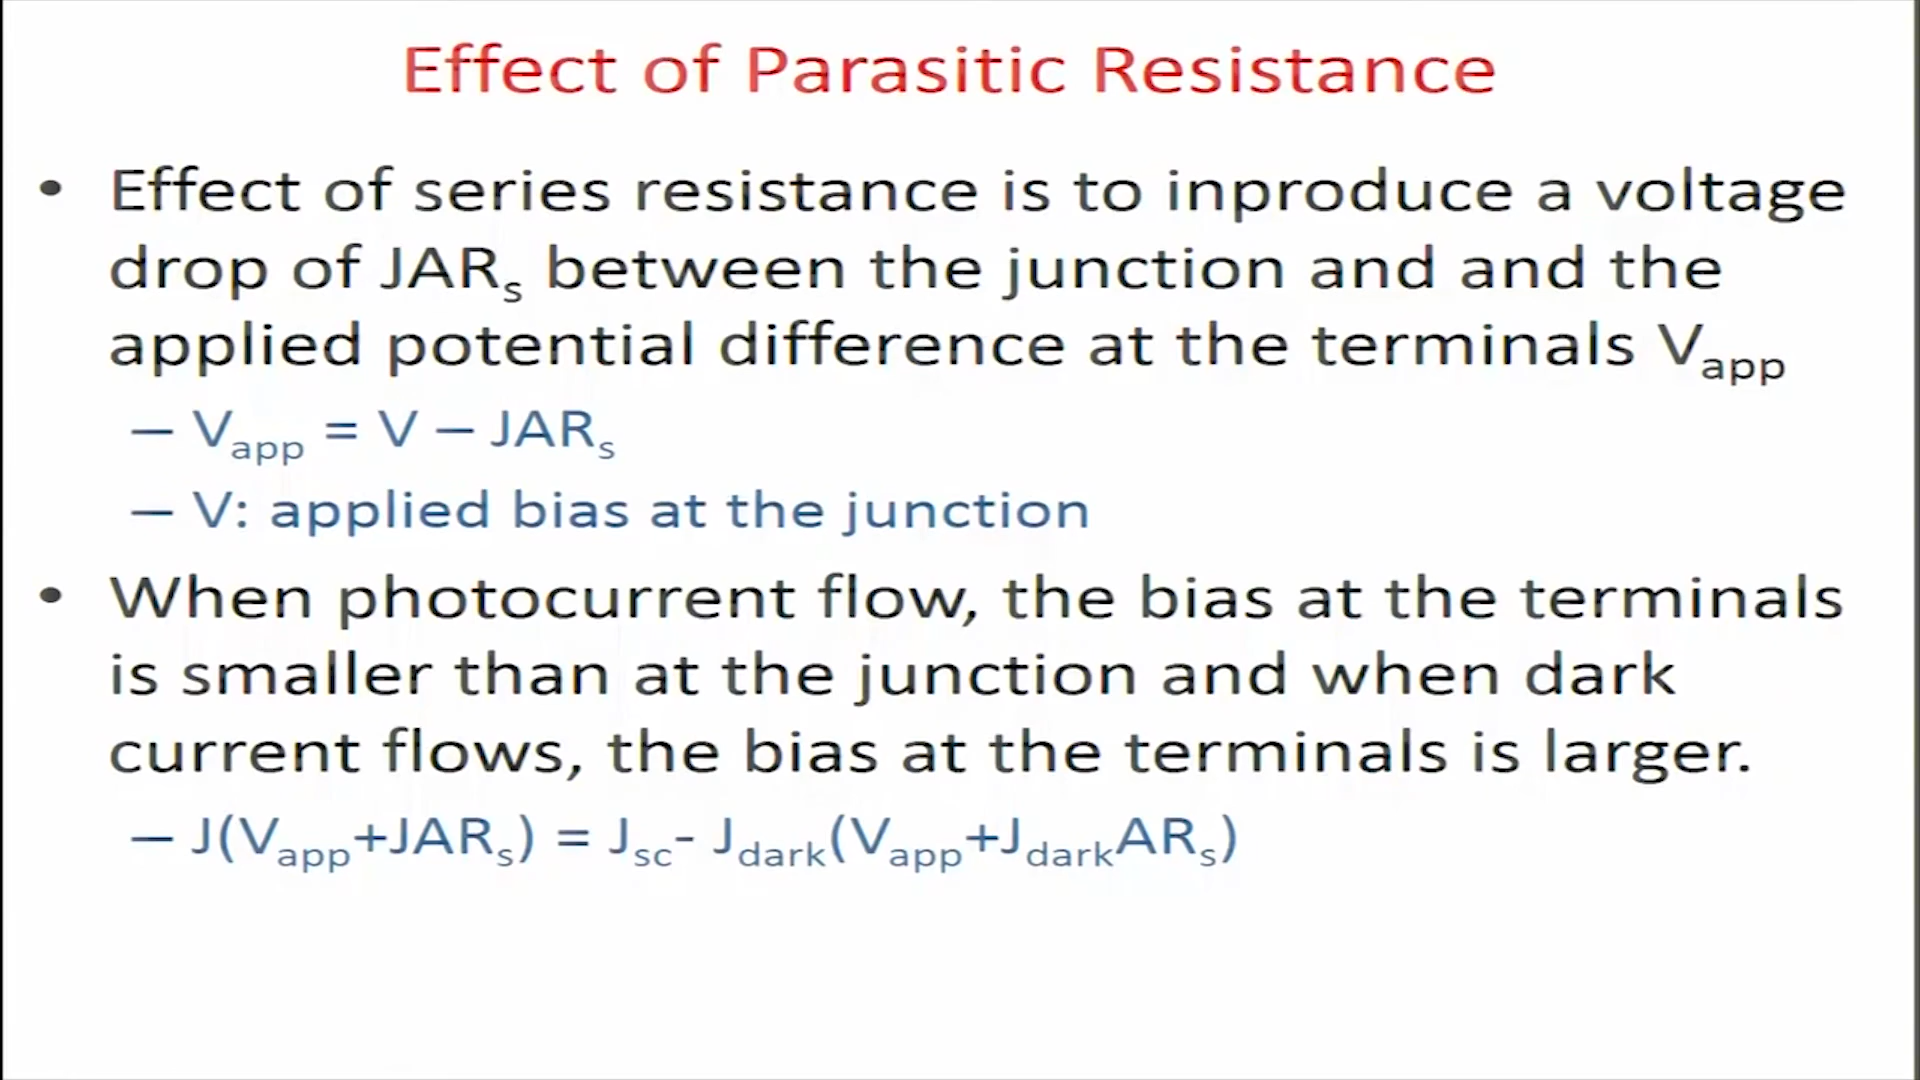 Effect of Parasitic Resistance
• Effect of series resistance is to inproduce a voltage
drop of JARs between the junction and and the
applied potential difference at the terminals Vapp
– Vapp = V – JARs
– V: applied bias at the junction
• When photocurrent flow, the bias at the terminals
is smaller than at the junction and when dark
current flows, the bias at the terminals is larger.
– J(Vapp+JARs) = Jsc- Jdark(Vapp+JdarkARs)